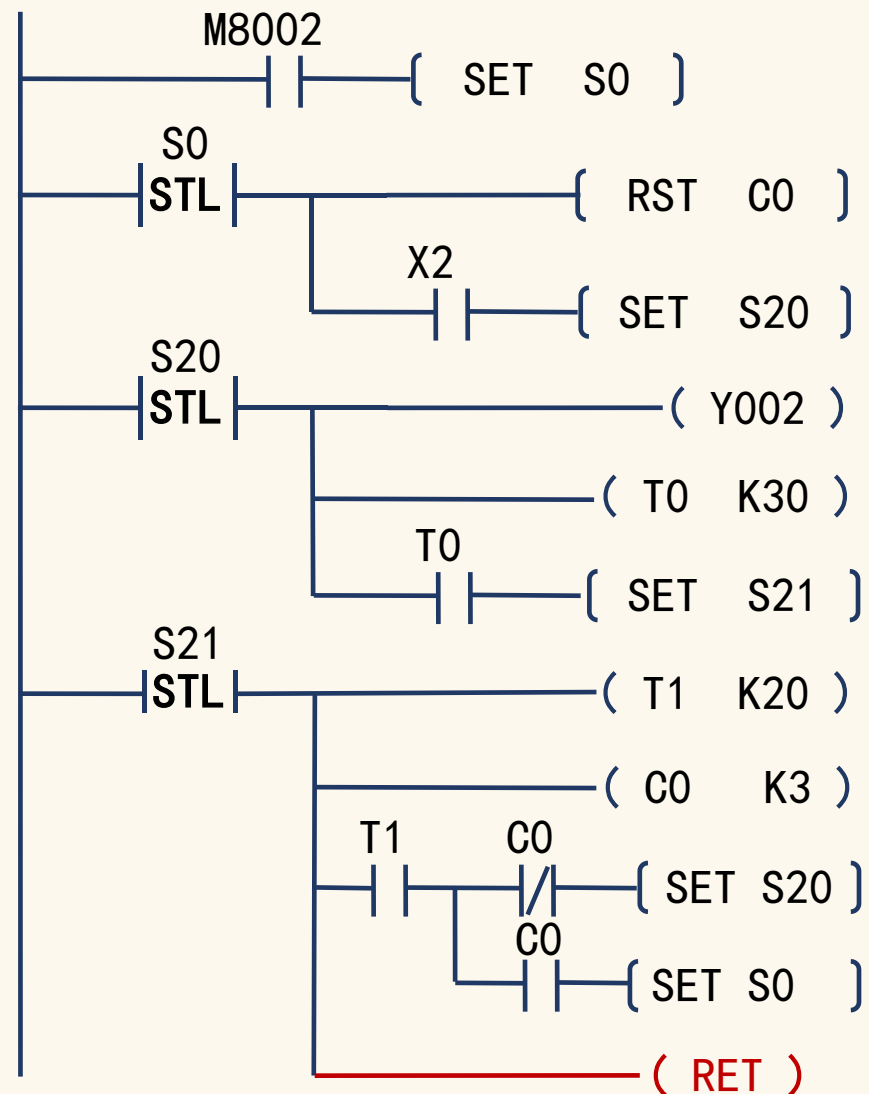 M8002
SET S0
S0
STL
RST C0
X2
SET S20
S20
STL
Y002
T0 K30
T0
SET S21
S21
STL
T1 K20
C0 K3
T1 C0
SET S20
C0
SET S0
RET